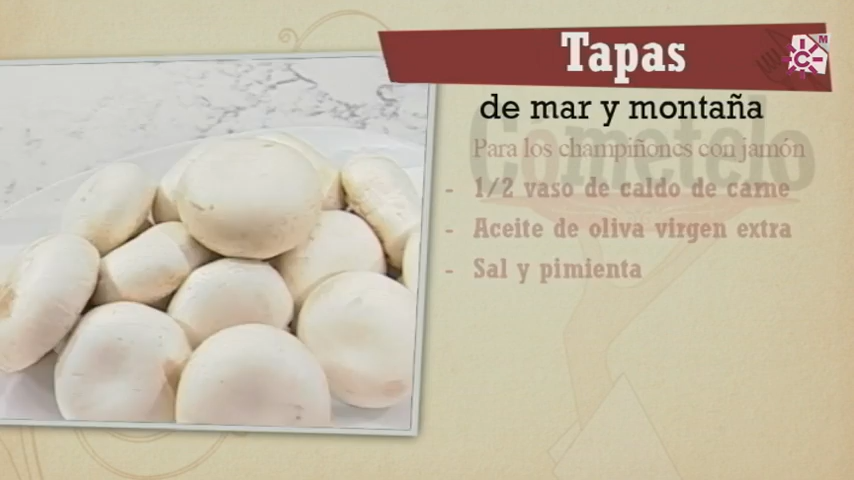 Tapas
de mar y montaña
Cometelo
Para los champiñones con jamón
- 1/2 vaso de caldo de carne
- Aceite de oliva virgen extra
- Sal y pimienta